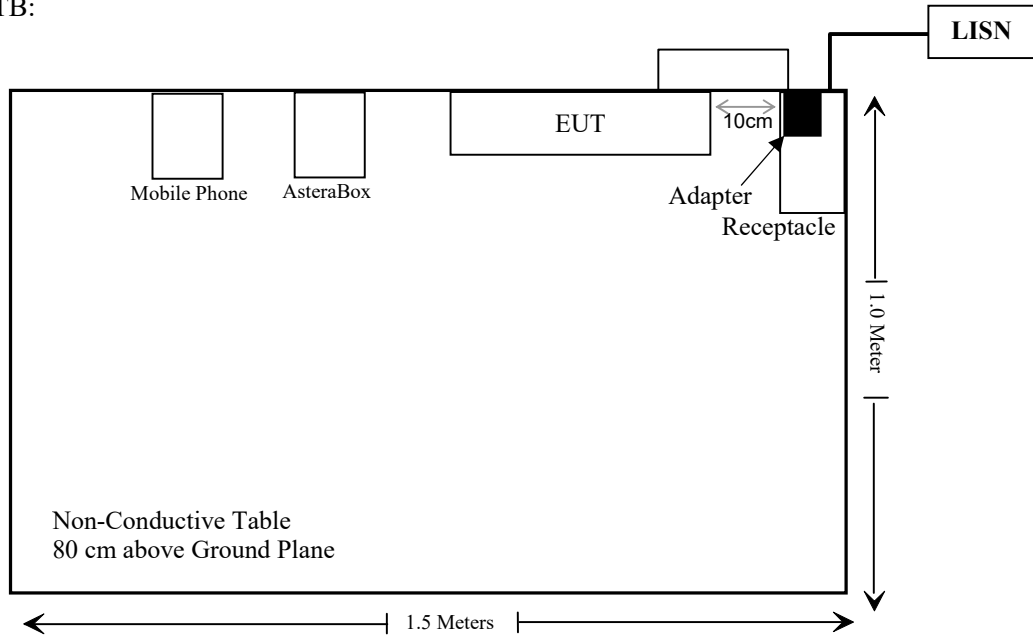 TB:
LISN
EUT
10cm
Mobile Phone
AsteraBox
Adapter
Receptacle
1.0 Meter
Non-Conductive Table
80 cm above Ground Plane
1.5 Meters